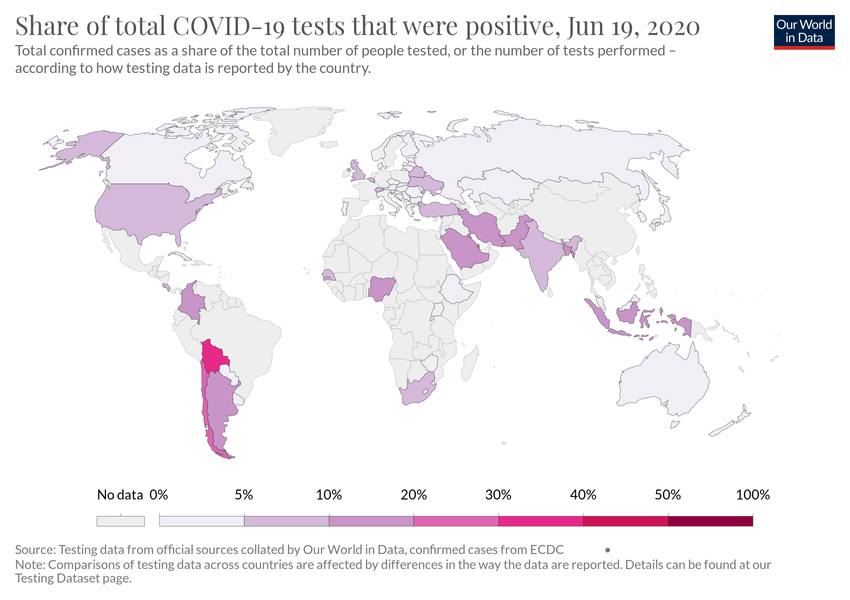 Share of total COVID-19 tests that were positive, Jun 19, 2020
Our World
in Data
Total confirmed cases as a share of the total number of people tested, or the number of tests performed –
according to how testing data is reported by the country.
No data 0% 5% 10% 20% 30% 40% 50% 100%
Source: Testing data from official sources collated by Our World in Data, confirmed cases from ECDC •
Note: Comparisons of testing data across countries are affected by differences in the way the data are reported. Details can be found at our
Testing Dataset page.